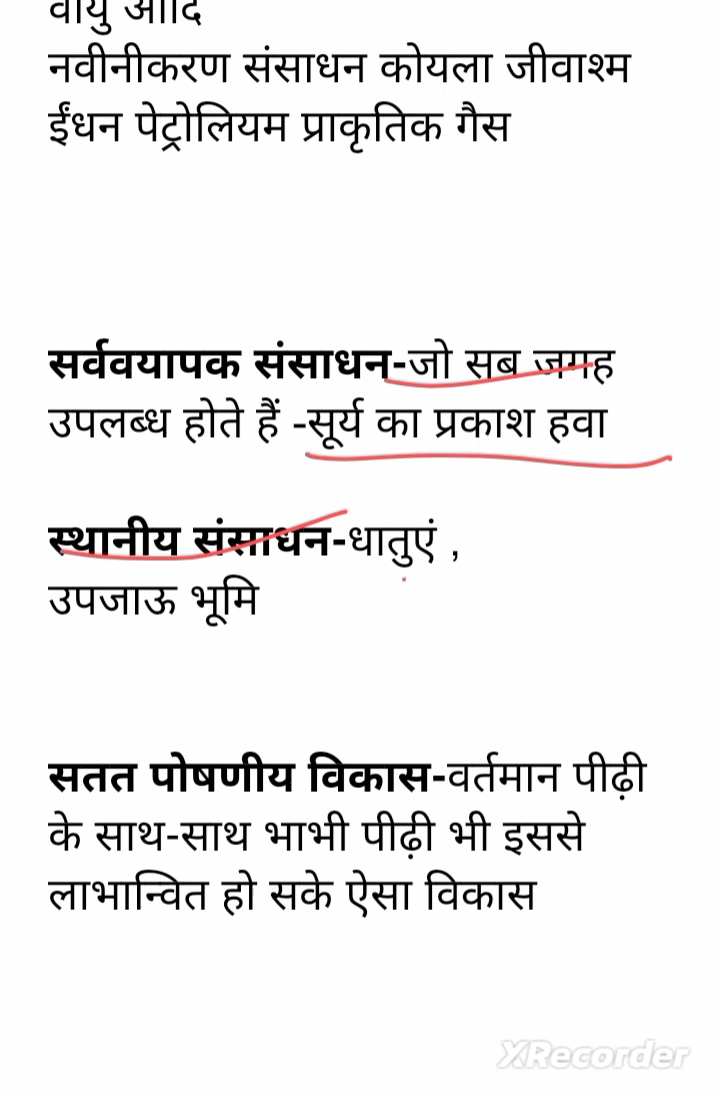 वायु आदि
नवीनीकरण संसाधन कोयला जीवाश्म
ईंधन पेट्रोलियम प्राकृतिक गैस
सर्ववयापक संसाधन-जो सब जगह
उपलब्ध होते हैं -सूर्य का प्रकाश हवा
स्थानीय संसाधन-धातुएं ,
उपजाऊ भूमि
सतत पोषणीय विकास-वर्तमान पीढ़ी
के साथ-साथ भाभी पीढ़ी भी इससे
लाभान्वित हो सके ऐसा विकास
XRecorder